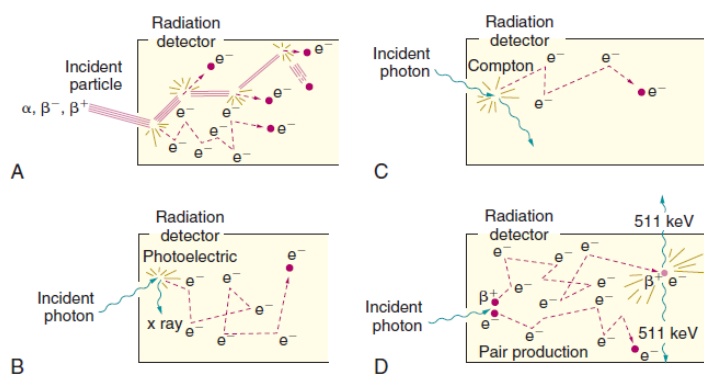 Radiation
detector
Incident
particle
α, β⁻, β⁺
e⁻
e⁻
e⁻
e⁻
e⁻
e⁻
e⁻
e⁻
e⁻
A
Radiation
detector
Incident
photon
Compton
e⁻
e⁻
e⁻
e⁻
C
Radiation
detector
Photoelectric
Incident
photon
x ray
e⁻
e⁻
e⁻
e⁻
e⁻
e⁻
e⁻
B
Radiation
detector
511 keV
Incident
photon
β⁺
e⁻
e⁻
e⁻
e⁻
e⁻
e⁻
e⁻
e⁻
e⁻
e⁻
β⁺
e⁻
511 keV
e⁻
Pair production
D